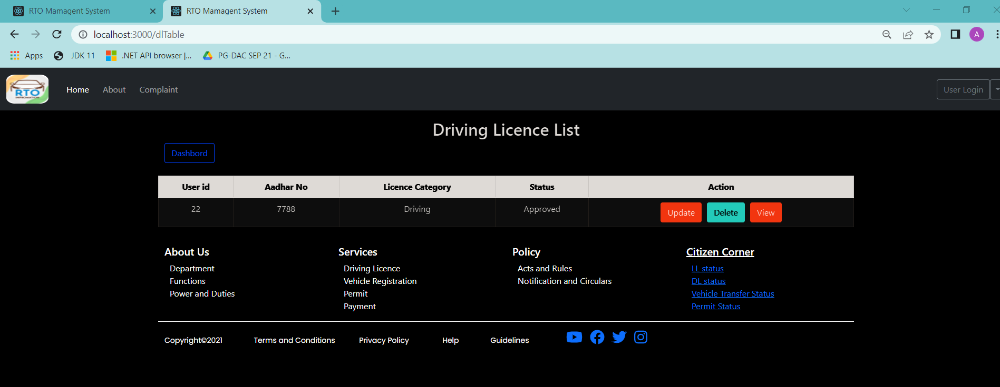 RTO Mamagent System
RTO Mamagent System
localhost:3000/dlTable
A
Apps
JDK 11
.NET API browser |...
PG-DAC SEP 21 - G...
RTO
INFROMATION
Home
About
Complaint
User Login
Driving Licence List
Dashbord
User id Aadhar No Licence Category Status Action
22 7788 Driving Approved Update Delete View
About Us
Department
Functions
Power and Duties
Services
Driving Licence
Vehicle Registration
Permit
Payment
Policy
Acts and Rules
Notification and Circulars
Citizen Corner
LL status
DL status
Vehicle Transfer Status
Permit Status
Copyright©2021 Terms and Conditions Privacy Policy Help Guidelines